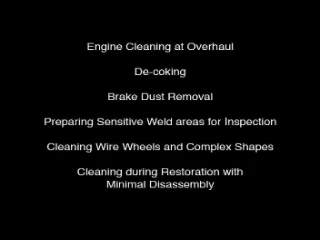 Engine Cleaning at Overhaul
De-coking
Brake Dust Removal
Preparing Sensitive Weld areas for Inspection
Cleaning Wire Wheels and Complex Shapes
Cleaning during Restoration with
Minimal Disassembly